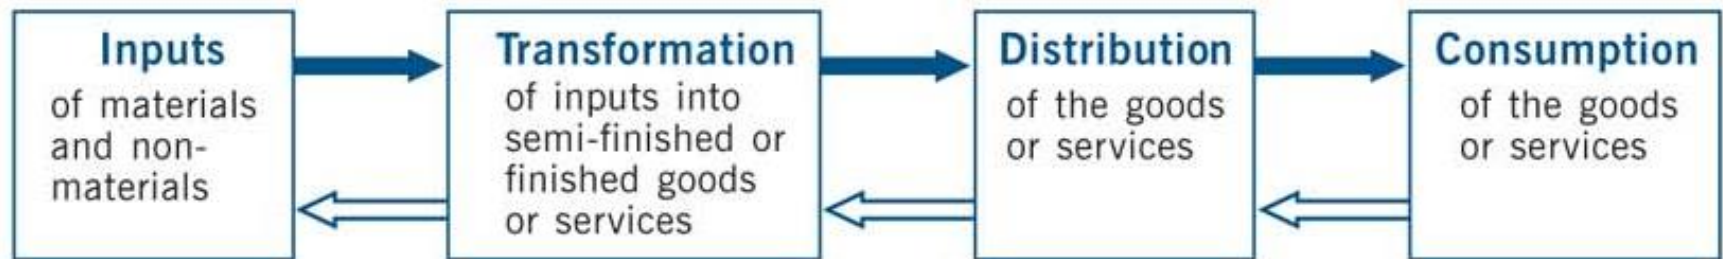 Inputs
of materials
and non-
materials
Transformation
of inputs into
semi-finished or
finished goods
or services
Distribution
of the goods
or services
Consumption
of the goods
or services